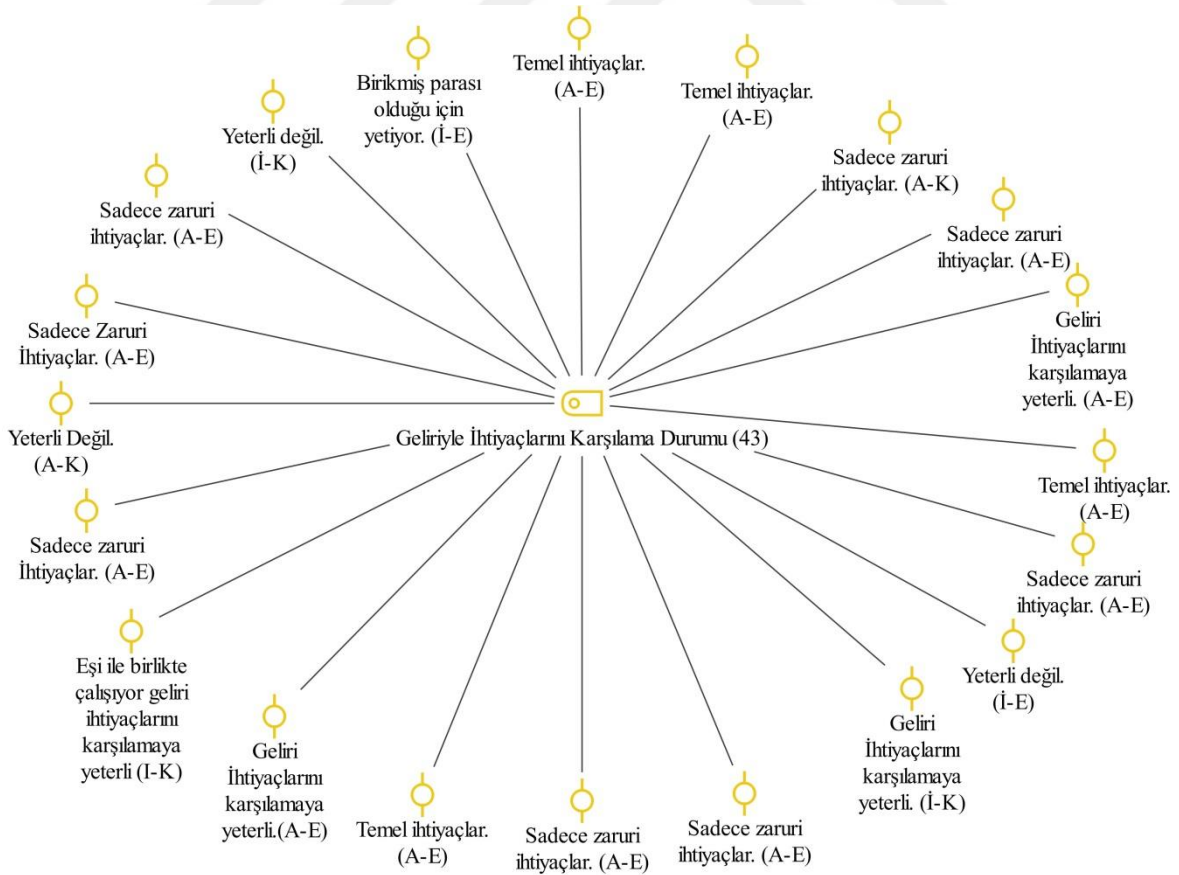 Temel ihtiyaçlar.
(A-E)
Temel ihtiyaçlar.
(A-E)
Sadece zaruri
ihtiyaçlar. (A-K)
Sadece zaruri
ihtiyaçlar. (A-E)
Geliri
İhtiyaçlarını
karşılamaya
yeterli. (A-E)
Temel ihtiyaçlar.
(A-E)
Sadece zaruri
ihtiyaçlar. (A-E)
Yeterli değil.
(İ-E)
Geliri
İhtiyaçlarını
karşılamaya
yeterli. (İ-K)
Sadece zaruri
ihtiyaçlar. (A-E)
Sadece zaruri
ihtiyaçlar. (A-E)
Temel ihtiyaçlar.
(A-E)
Geliri
İhtiyaçlarını
karşılamaya
yeterli.(A-E)
Eşi ile birlikte
çalışıyor geliri
ihtiyaçlarını
karşılamaya
yeterli (I-K)
Sadece zaruri
İhtiyaçlar. (A-E)
Yeterli Değil.
(A-K)
Sadece Zaruri
İhtiyaçlar. (A-E)
Sadece zaruri
ihtiyaçlar. (A-E)
Yeterli değil.
(İ-K)
Birikmiş parası
olduğu için
yetiyor. (İ-E)
Geliriyle İhtiyaçlarını Karşılama Durumu (43)